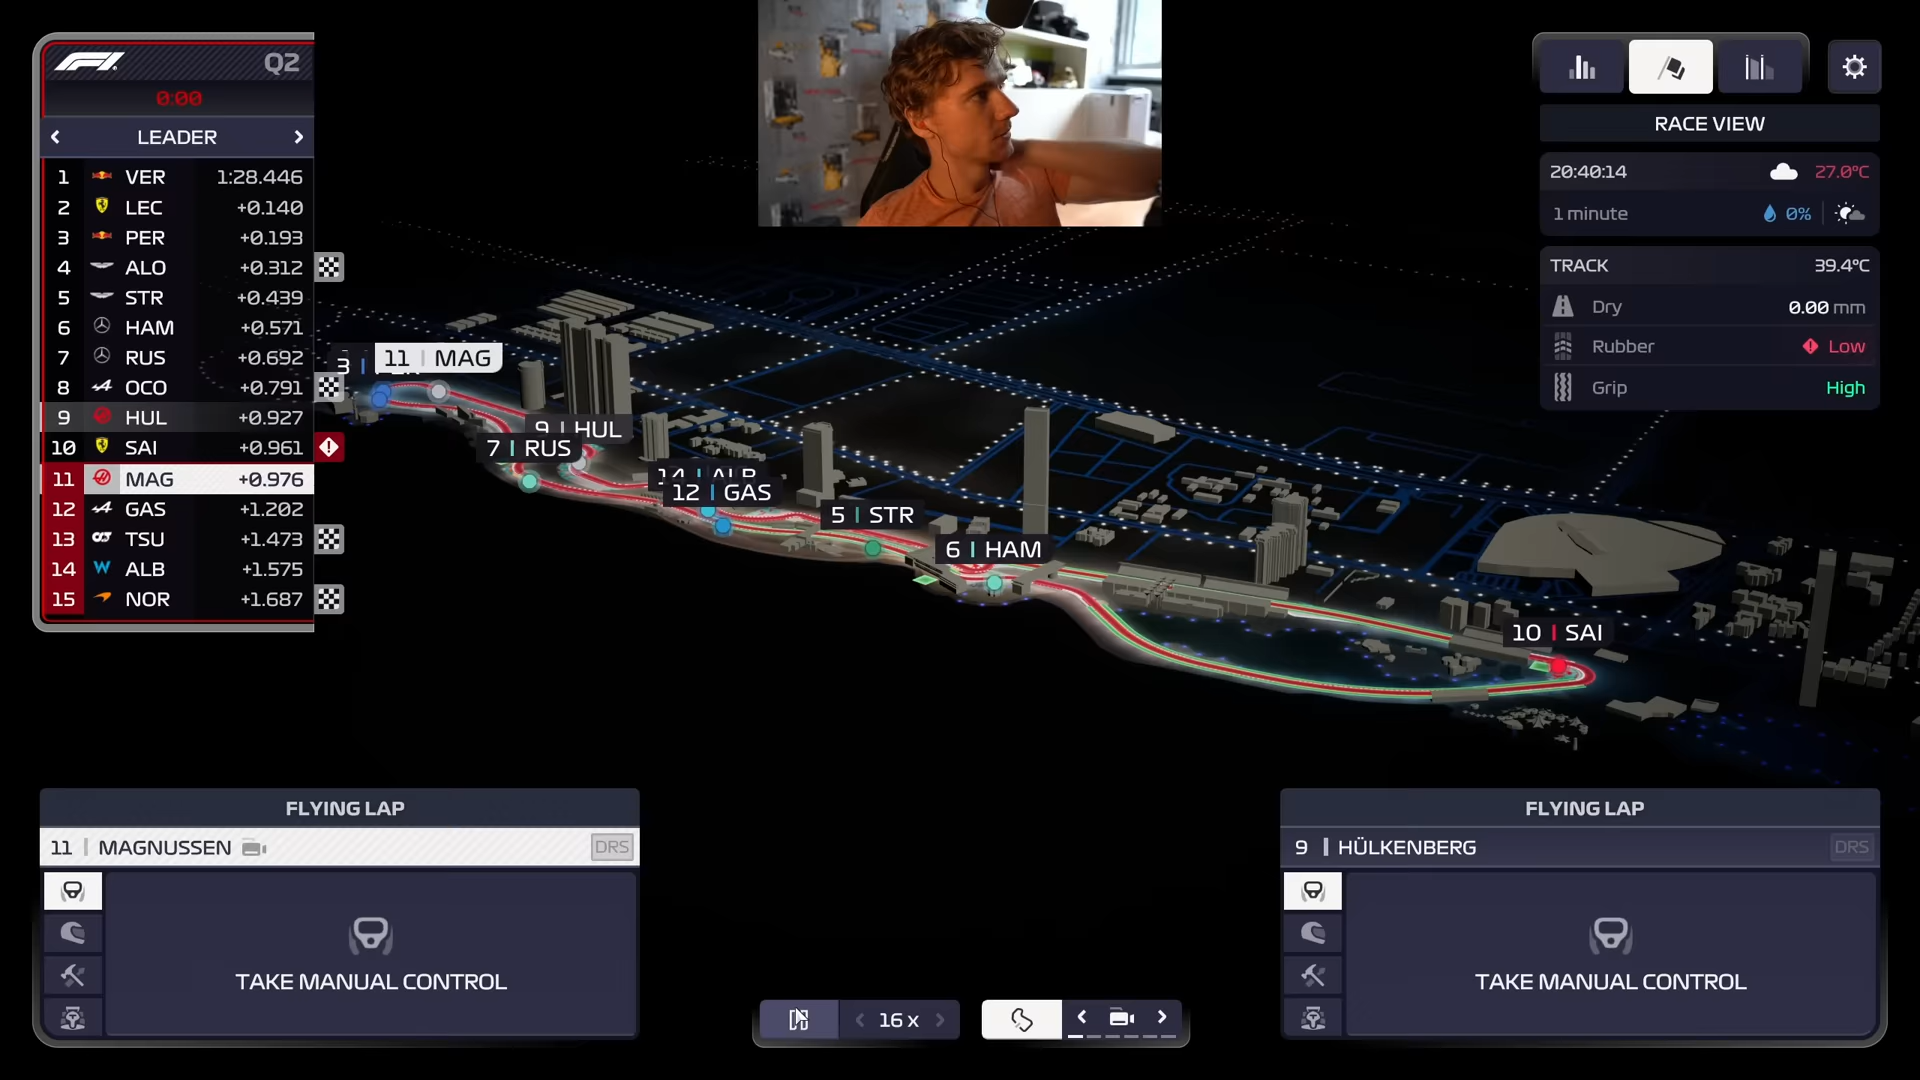 F1 Q2
0:00
LEADER
1 VER 1:28.446
2 LEC +0.140
3 PER +0.193
4 ALO +0.312
5 STR +0.439
6 HAM +0.571
7 RUS +0.692
8 OCO +0.791
9 HUL +0.927
10 SAI +0.961
11 MAG +0.976
12 GAS +1.202
13 TSU +1.473
14 ALB +1.575
15 NOR +1.687
3
11 MAG
9 HUL
7 RUS
14 ALB
12 GAS
5 STR
6 HAM
10 SAI
RACE VIEW
20:40:14 27.0°C
1 minute 0%
TRACK 39.4°C
Dry 0.00 mm
Rubber Low
Grip High
FLYING LAP
11 MAGNUSSEN DRS
TAKE MANUAL CONTROL
16 x
FLYING LAP
9 HÜLKENBERG DRS
TAKE MANUAL CONTROL